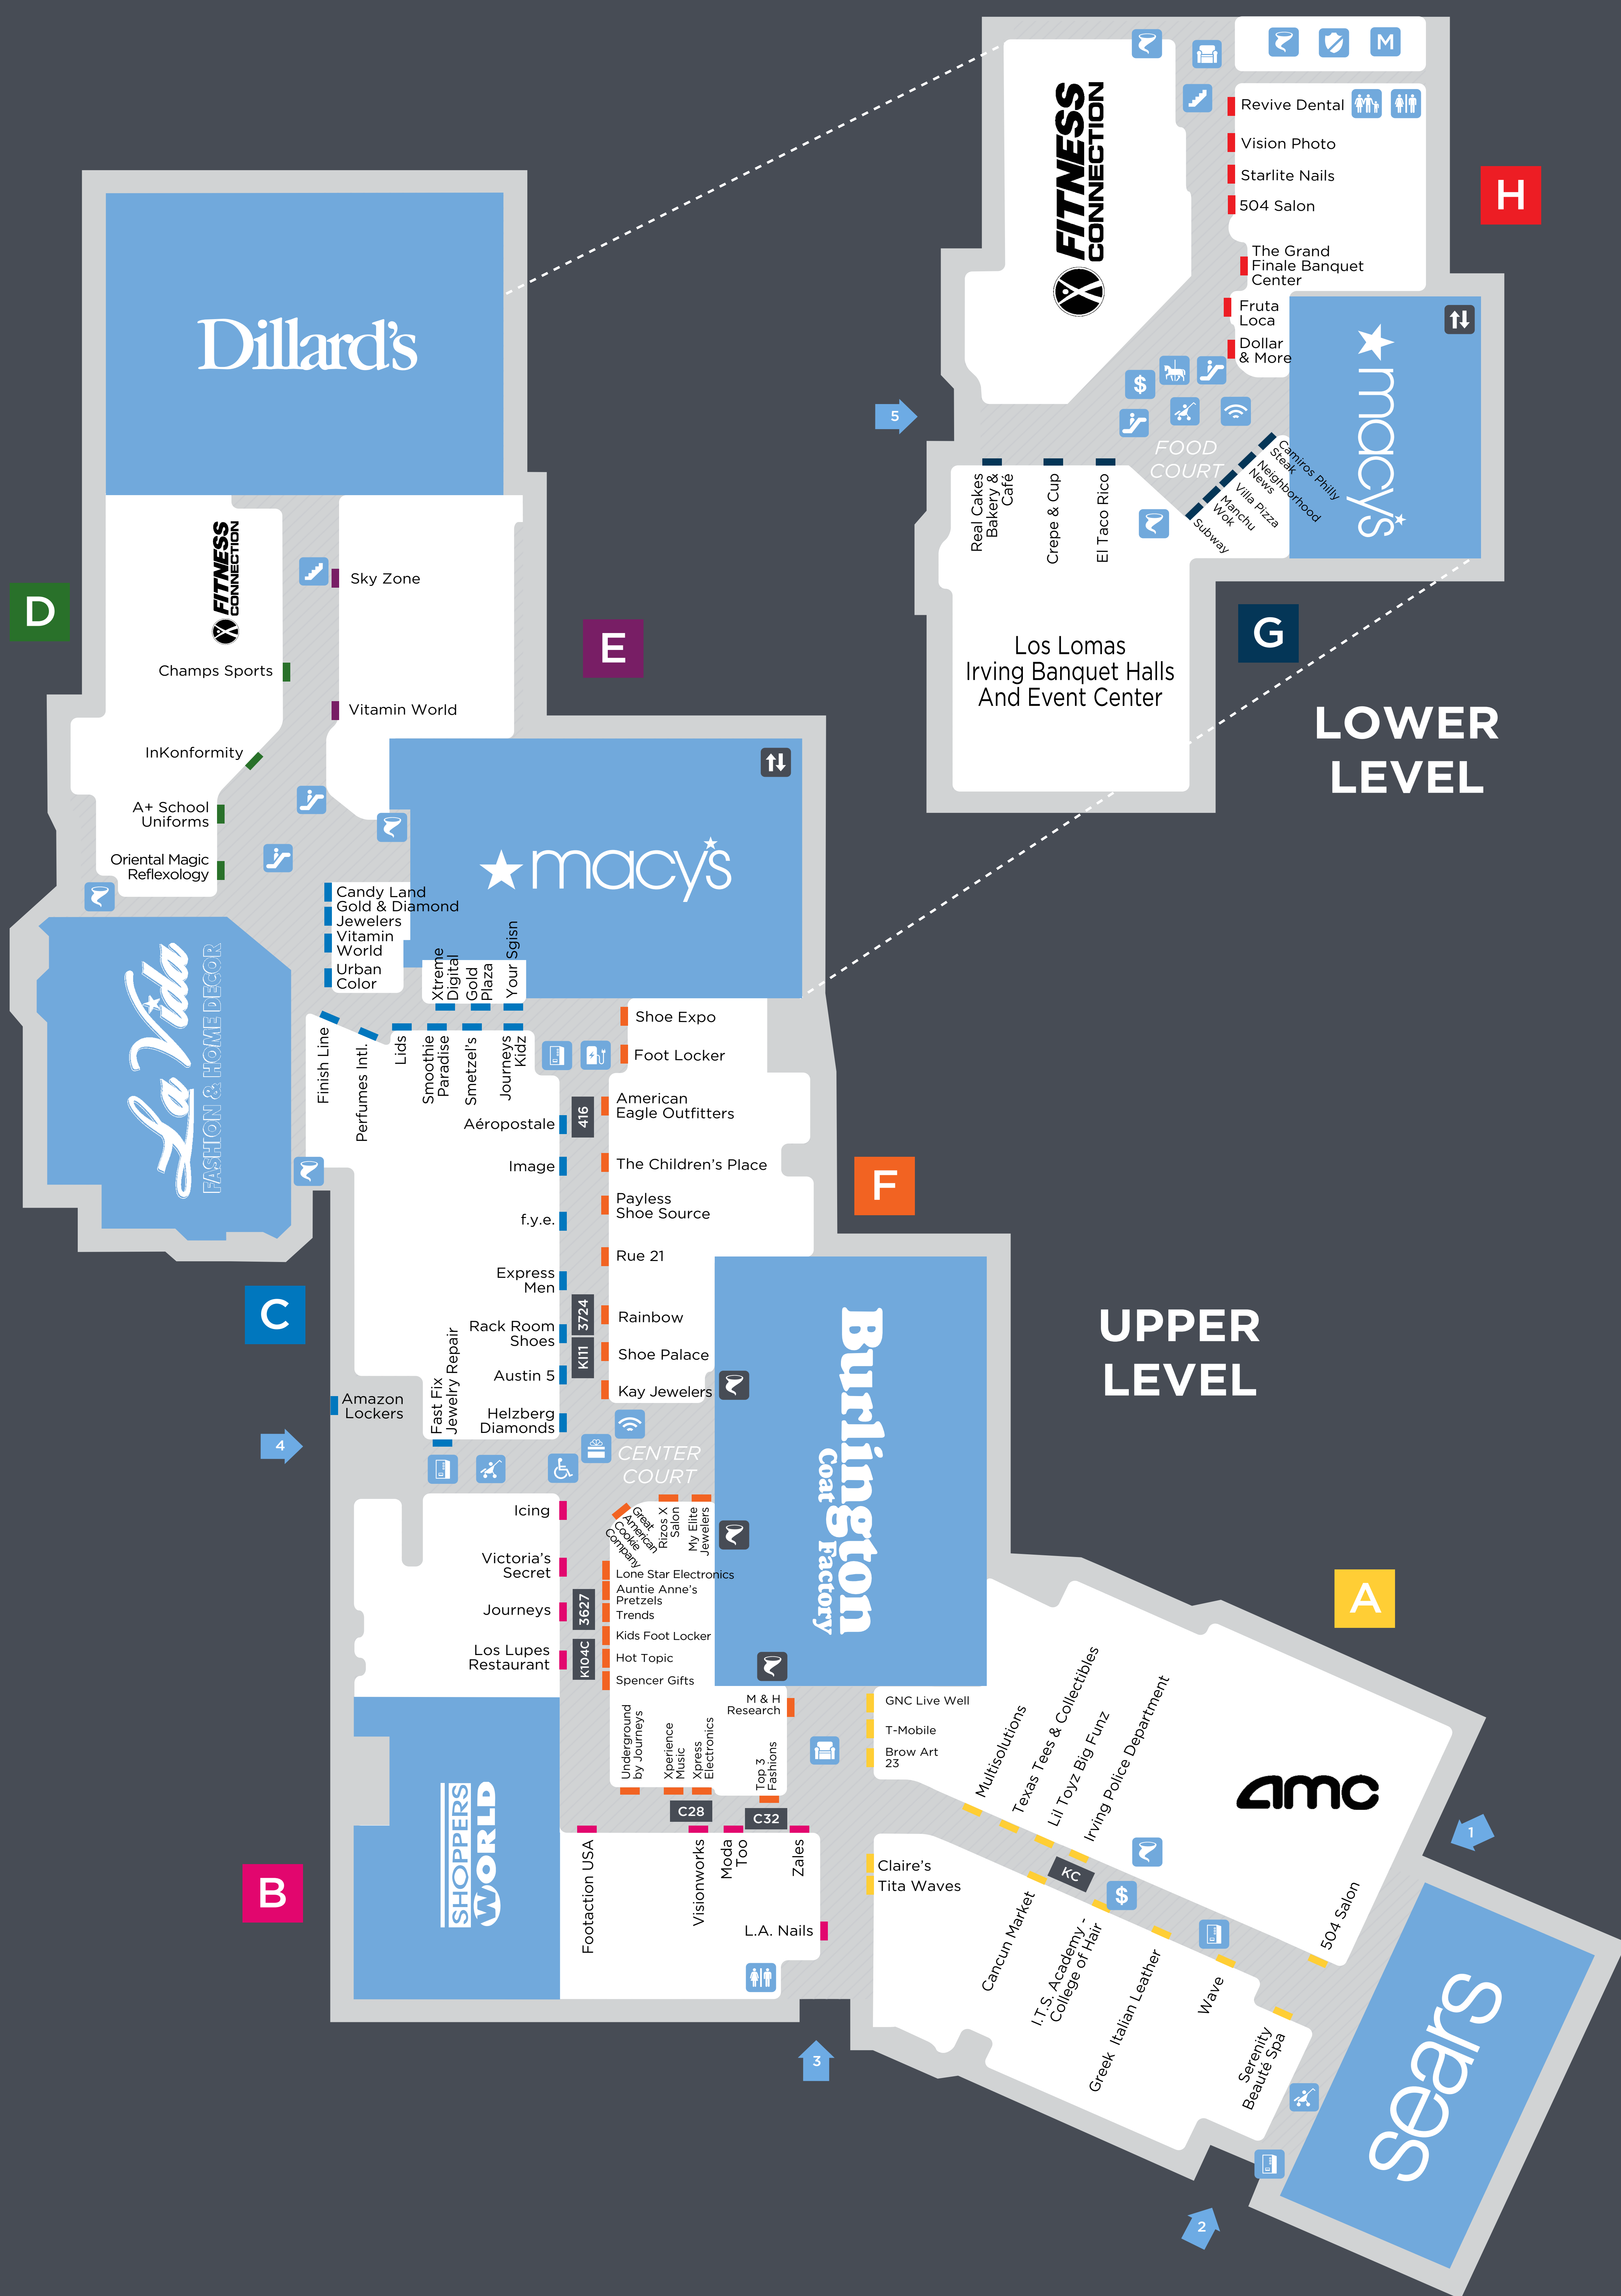 FITNESS
CONNECTION
M
Revive Dental
Vision Photo
Starlite Nails
504 Salon
The Grand
Finale Banquet
Center
Fruta
Loca
Dollar
& More
H
macy's
5
$
FOOD
COURT
Real Cakes
Bakery &
Café
Crepe & Cup
El Taco Rico
Camiros Philly
Steak
Neighborhood
News
Villa Pizza
Manchu
Wok
Subway
G
Los Lomas
Irving Banquet Halls
And Event Center
LOWER
LEVEL
Dillard's
FITNESS
CONNECTION
Sky Zone
D
E
Champs Sports
Vitamin World
InKonformity
A+ School
Uniforms
Oriental Magic
Reflexology
macy's
Candy Land
Gold & Diamond
Jewelers
Vitamin
World
Urban
Color
Xtreme
Digital
Gold
Plaza
Your Sgisn
La Vida
FASHION & HOME DECOR
Finish Line
Perfumes Intl.
Lids
Smoothie
Paradise
Smetzel's
Journeys
Kidz
Shoe Expo
Foot Locker
American
Eagle Outfitters
Aéropostale
416
Image
The Children's Place
F
Payless
Shoe Source
f.y.e.
Rue 21
Express
Men
C
Rainbow
3724
Rack Room
Shoes
Shoe Palace
KI11
Austin 5
Kay Jewelers
Fast Fix
Jewelry Repair
Amazon
Lockers
Helzberg
Diamonds
4
CENTER
COURT
Burlington
Coat Factory
UPPER
LEVEL
Icing
Great
American
Cookie
Company
Rizos X
Salon
My Elite
Jewelers
Victoria's
Secret
Lone Star Electronics
Auntie Anne's
Pretzels
Journeys
3627
Trends
Kids Foot Locker
Los Lupes
Restaurant
K104C
Hot Topic
Spencer Gifts
A
M & H
Research
GNC Live Well
T-Mobile
Brow Art
23
Underground
by Journeys
Xperience
Music
Xpress
Electronics
Top 3
Fashions
Multisolutions
Texas Tees & Collectibles
Lil Toyz Big Funz
Irving Police Department
amc
C28
C32
1
SHOPPERS
WORLD
B
Footaction USA
Visionworks
Moda
Too
Zales
L.A. Nails
Claire's
Tita Waves
KC
$
Cancun Market
I.T.S. Academy -
College of Hair
Greek Italian Leather
Wave
504 Salon
Serenity
Beauté Spa
sears
3
2